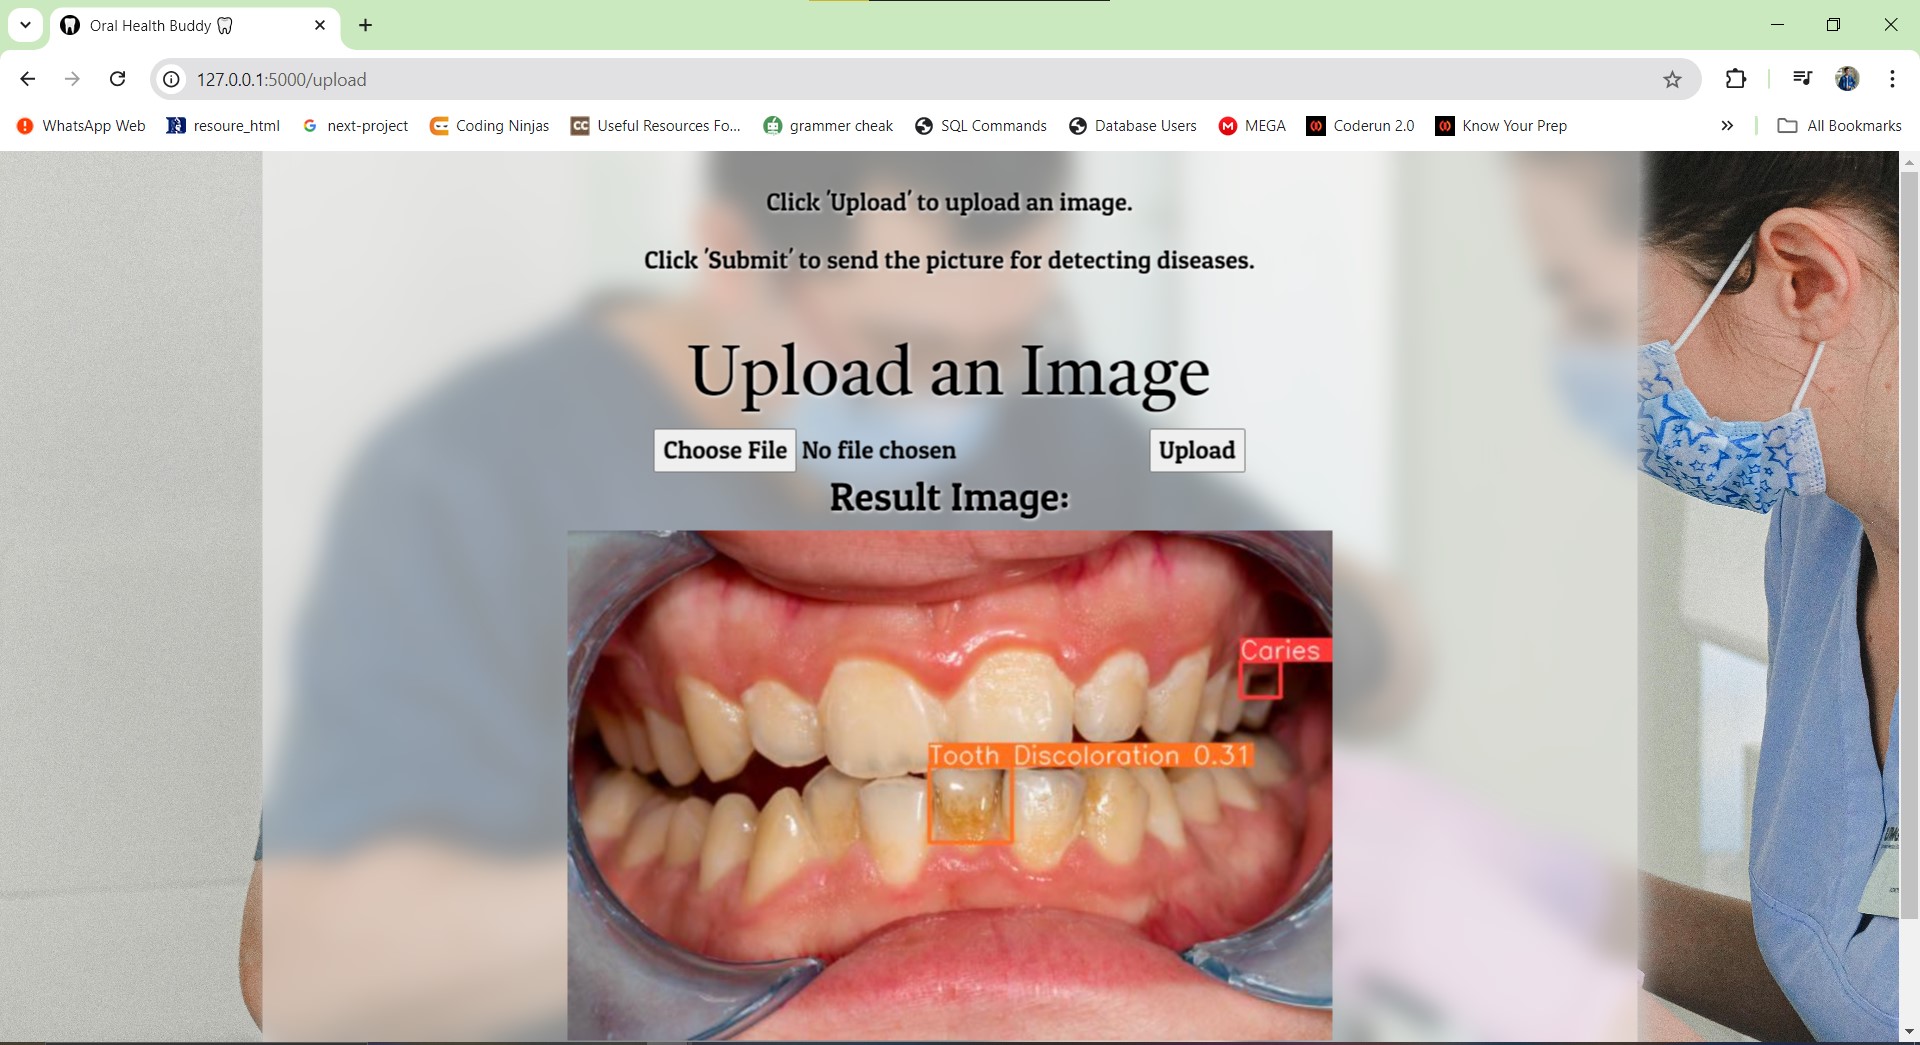 Oral Health Buddy
127.0.0.1:5000/upload
WhatsApp Web
resoure_html
next-project
Coding Ninjas
CC
Useful Resources Fo...
grammer cheak
SQL Commands
Database Users
M
MEGA
Coderun 2.0
Know Your Prep
All Bookmarks
Click 'Upload' to upload an image.
Click 'Submit' to send the picture for detecting diseases.
Upload an Image
Choose File No file chosen
Upload
Result Image:
Caries
Tooth Discoloration 0.31